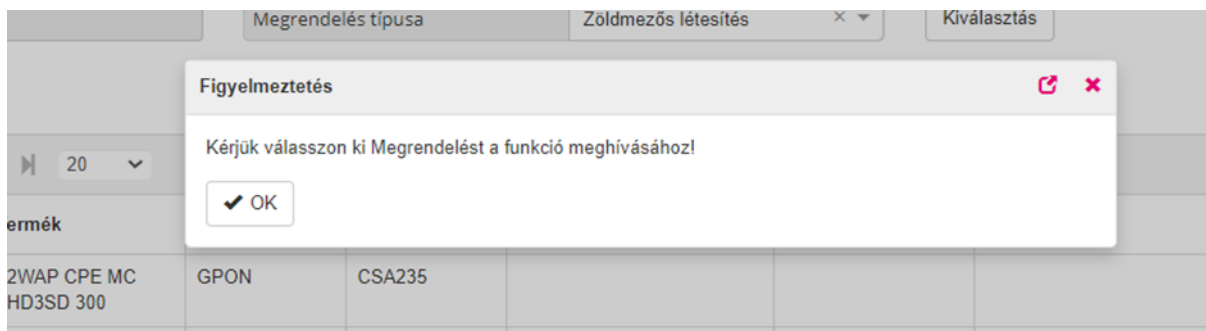 Megrendelés típusa Zöldmezős létesítés Kiválasztás
Figyelmeztetés
Kérjük válasszon ki Megrendelést a funkció meghívásához!
20
OK
ermék
2WAP CPE MC GPON CSA235
HD3SD 300